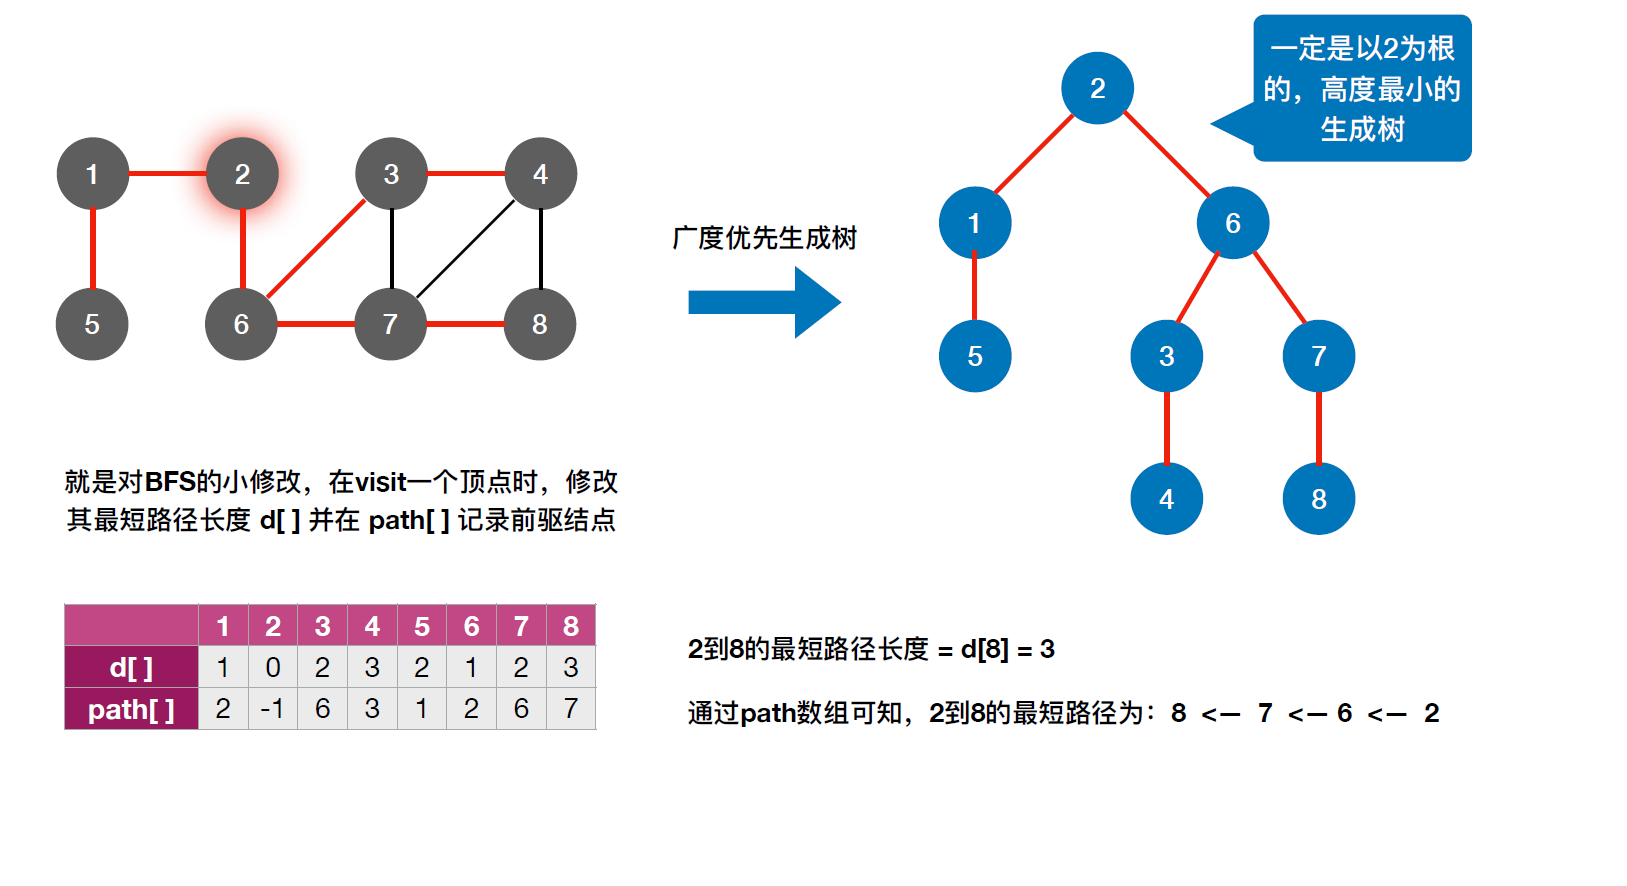 一定是以2为根
的，高度最小的
生成树
1 2 3 4
5 6 7 8
广度优先生成树
2
1 6
5 3 7
4 8
就是对BFS的小修改，在visit一个顶点时，修改
其最短路径长度 d[ ] 并在 path[ ] 记录前驱结点
1 2 3 4 5 6 7 8
d[ ] 1 0 2 3 2 1 2 3
path[ ] 2 -1 6 3 1 2 6 7
2到8的最短路径长度 = d[8] = 3
通过path数组可知，2到8的最短路径为：8 <— 7 <— 6 <— 2